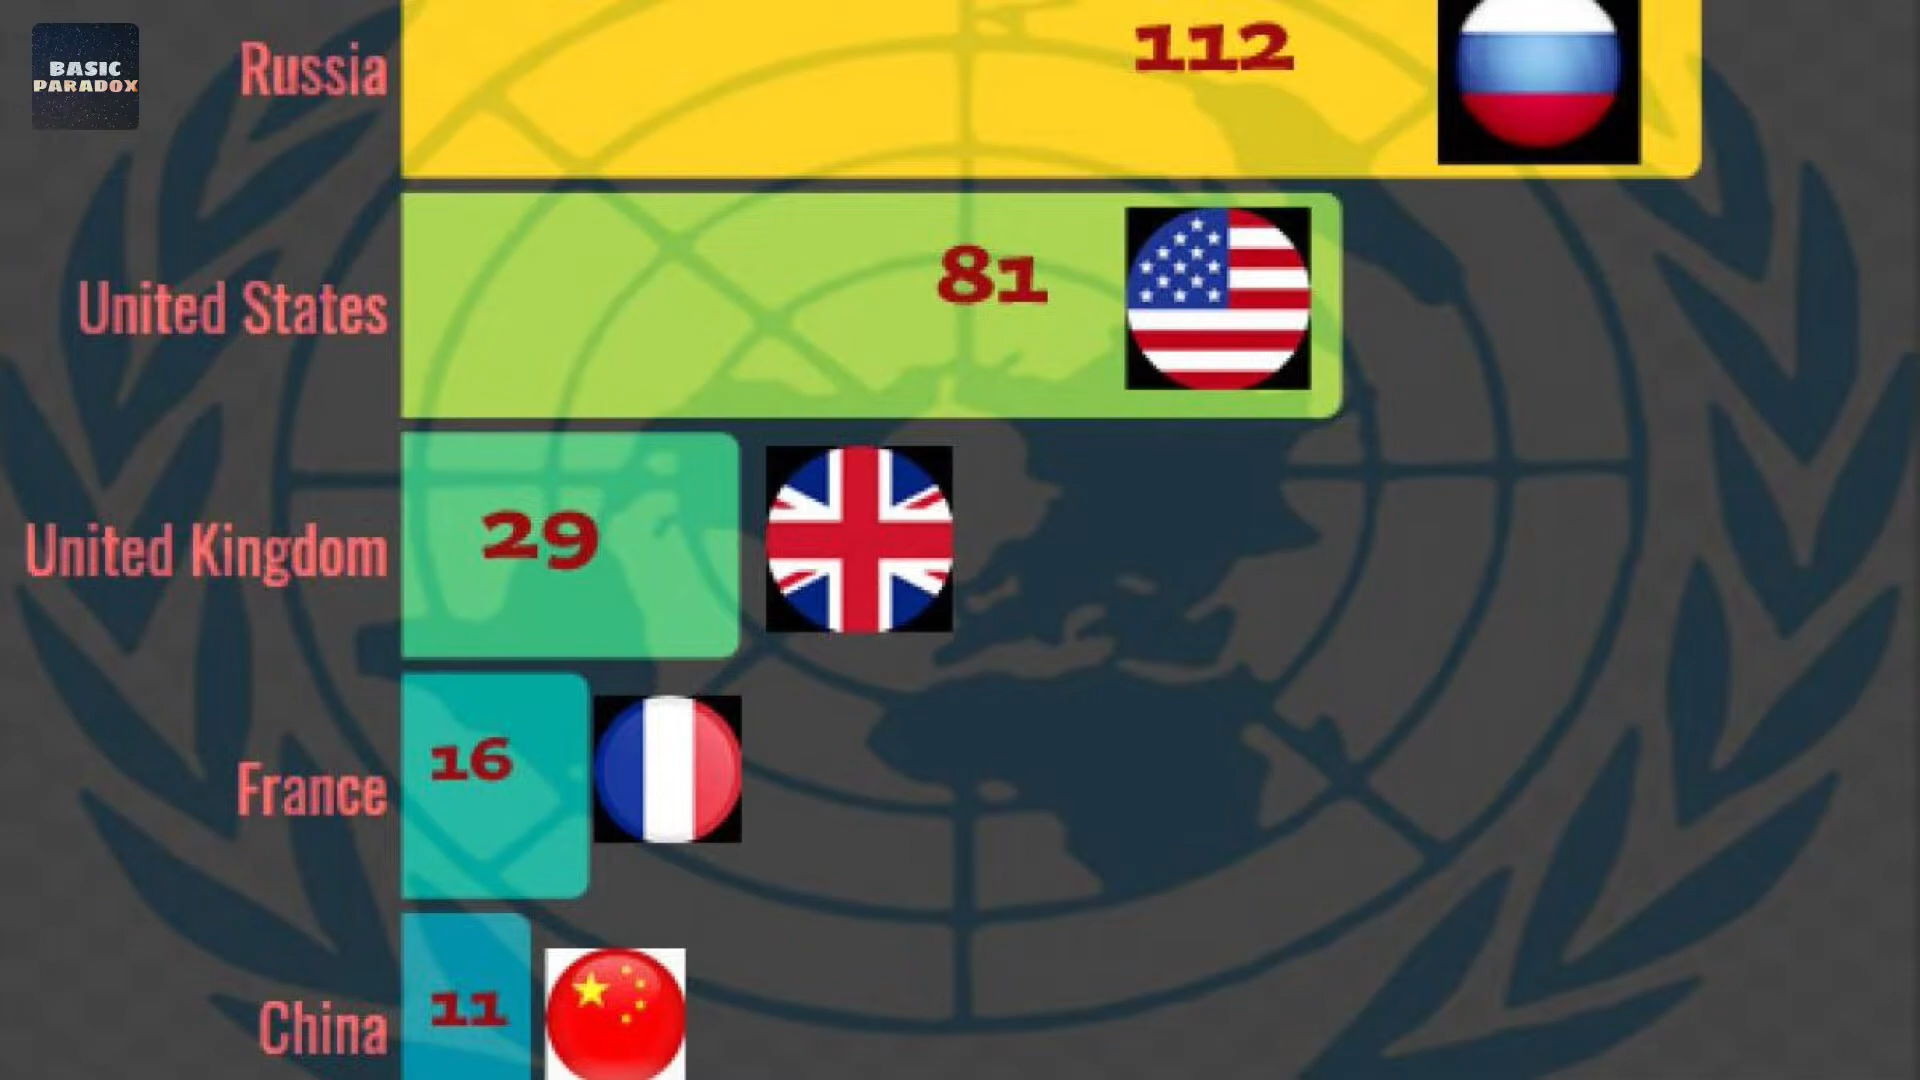 BASIC
PARADOX
Russia
112
United States
81
United Kingdom
29
France
16
China
11